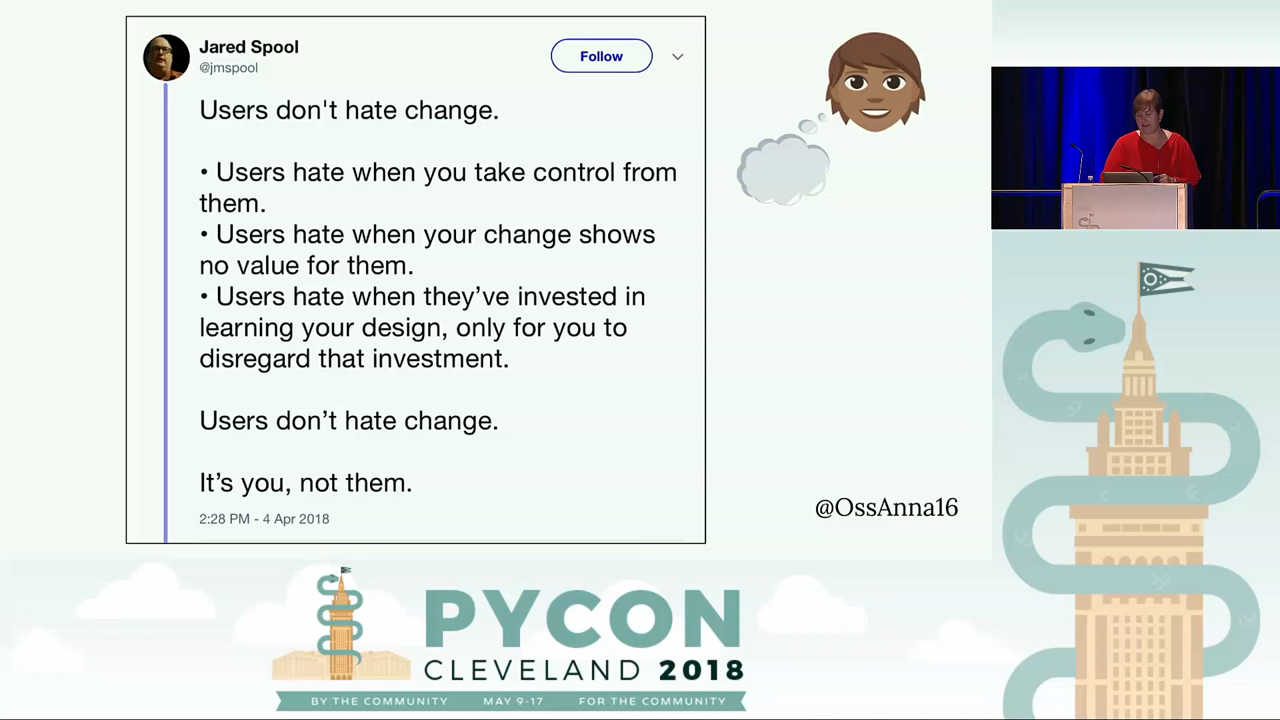 Jared Spool
@jmspool
Follow
Users don't hate change.
• Users hate when you take control from
them.
• Users hate when your change shows
no value for them.
• Users hate when they’ve invested in
learning your design, only for you to
disregard that investment.
Users don’t hate change.
It’s you, not them.
2:28 PM - 4 Apr 2018
@OssAnna16
PYCON
CLEVELAND 2018
BY THE COMMUNITY MAY 9-17 FOR THE COMMUNITY